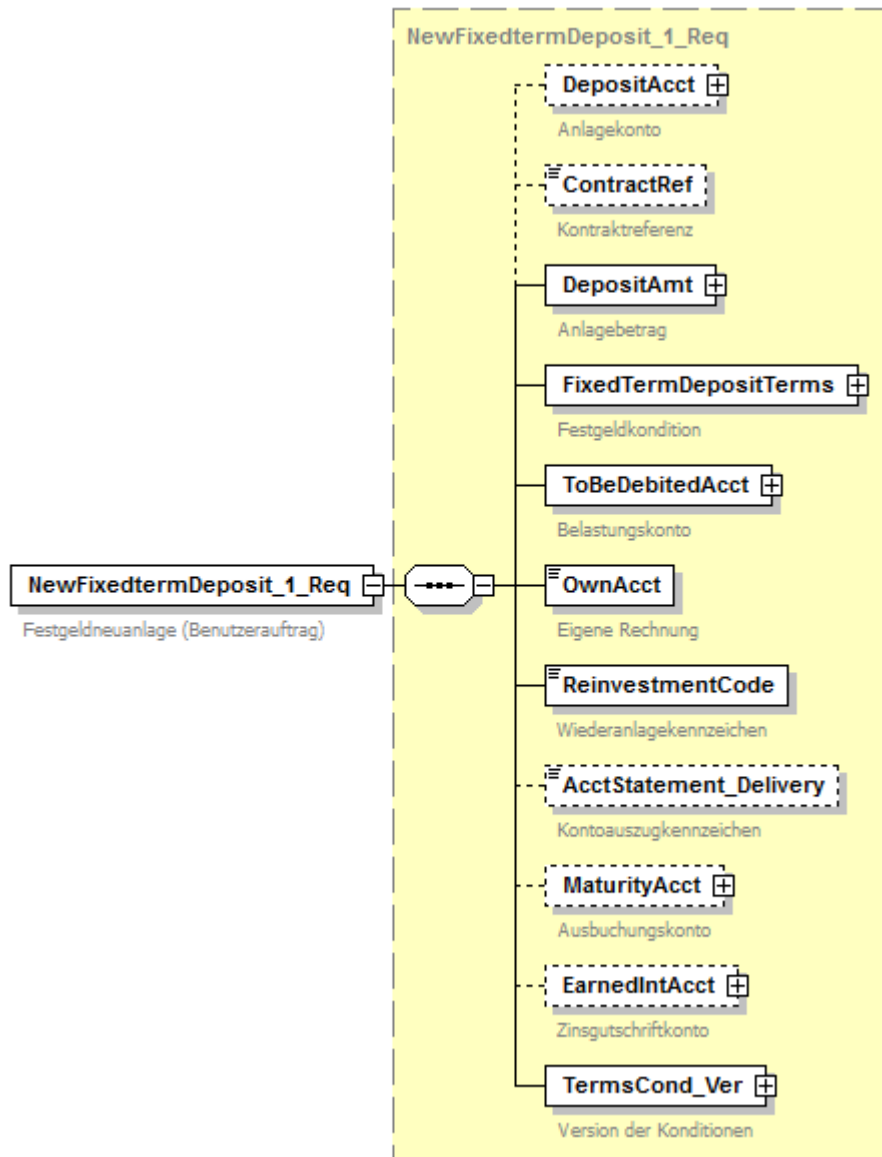 NewFixedtermDeposit_1_Req
DepositAcct
Anlagekonto
ContractRef
Kontraktreferenz
DepositAmt
Anlagebetrag
FixedTermDepositTerms
Festgeldkondition
ToBeDebitedAcct
Belastungskonto
NewFixedtermDeposit_1_Req
Festgeldneuanlage (Benutzerauftrag)
OwnAcct
Eigene Rechnung
ReinvestmentCode
Wiederanlagekennzeichen
AcctStatement_Delivery
Kontoauszugkennzeichen
MaturityAcct
Ausbuchungskonto
EarnedIntAcct
Zinsgutschriftkonto
TermsCond_Ver
Version der Konditionen